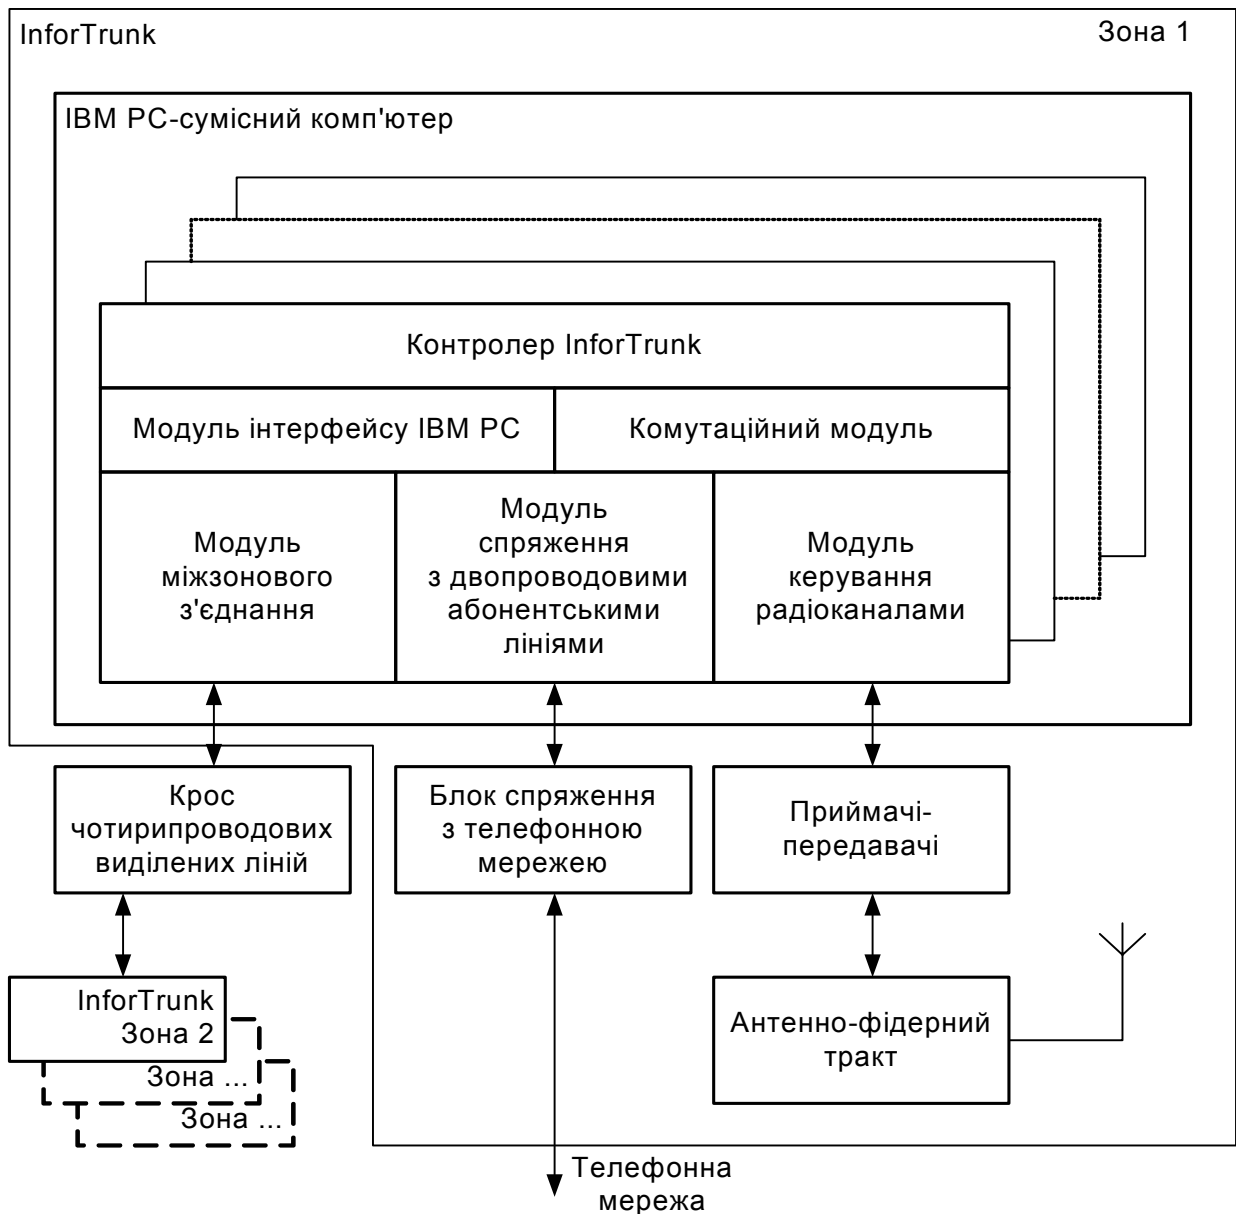 InforTrunk
Зона 1
IBM PC-сумісний комп'ютер
Контролер InforTrunk
Модуль інтерфейсу IBM PC
Комутаційний модуль
Модуль
міжзонового
з'єднання
Модуль
спряження
з двопроводовими
абонентськими
лініями
Модуль
керування
радіоканалами
Крос
чотирипроводових
виділених ліній
Блок спряження
з телефонною
мережею
Приймачі-
передавачі
InforTrunk
Зона 2
Зона ...
Зона ...
Антенно-фідерний
тракт
Телефонна
мережа